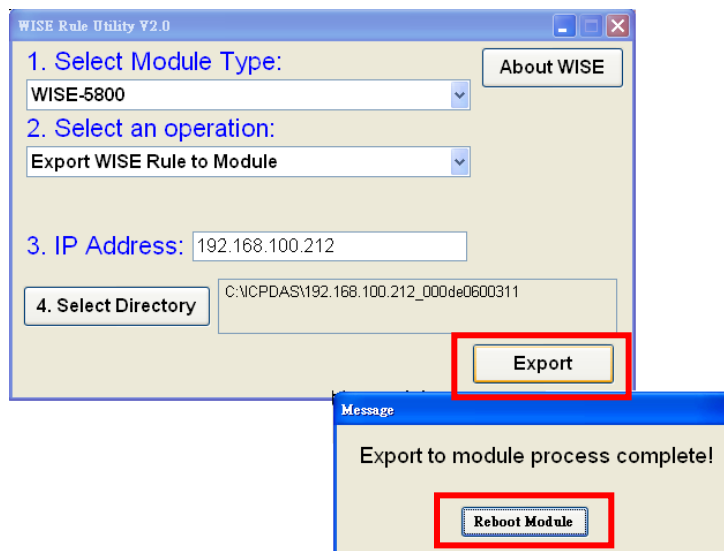 WISE Rule Utility V2.0
1. Select Module Type:
About WISE
WISE-5800
2. Select an operation:
Export WISE Rule to Module
3. IP Address: 192.168.100.212
4. Select Directory
C:\ICPDAS\192.168.100.212_000de0600311
Export
Message
Export to module process complete!
Reboot Module